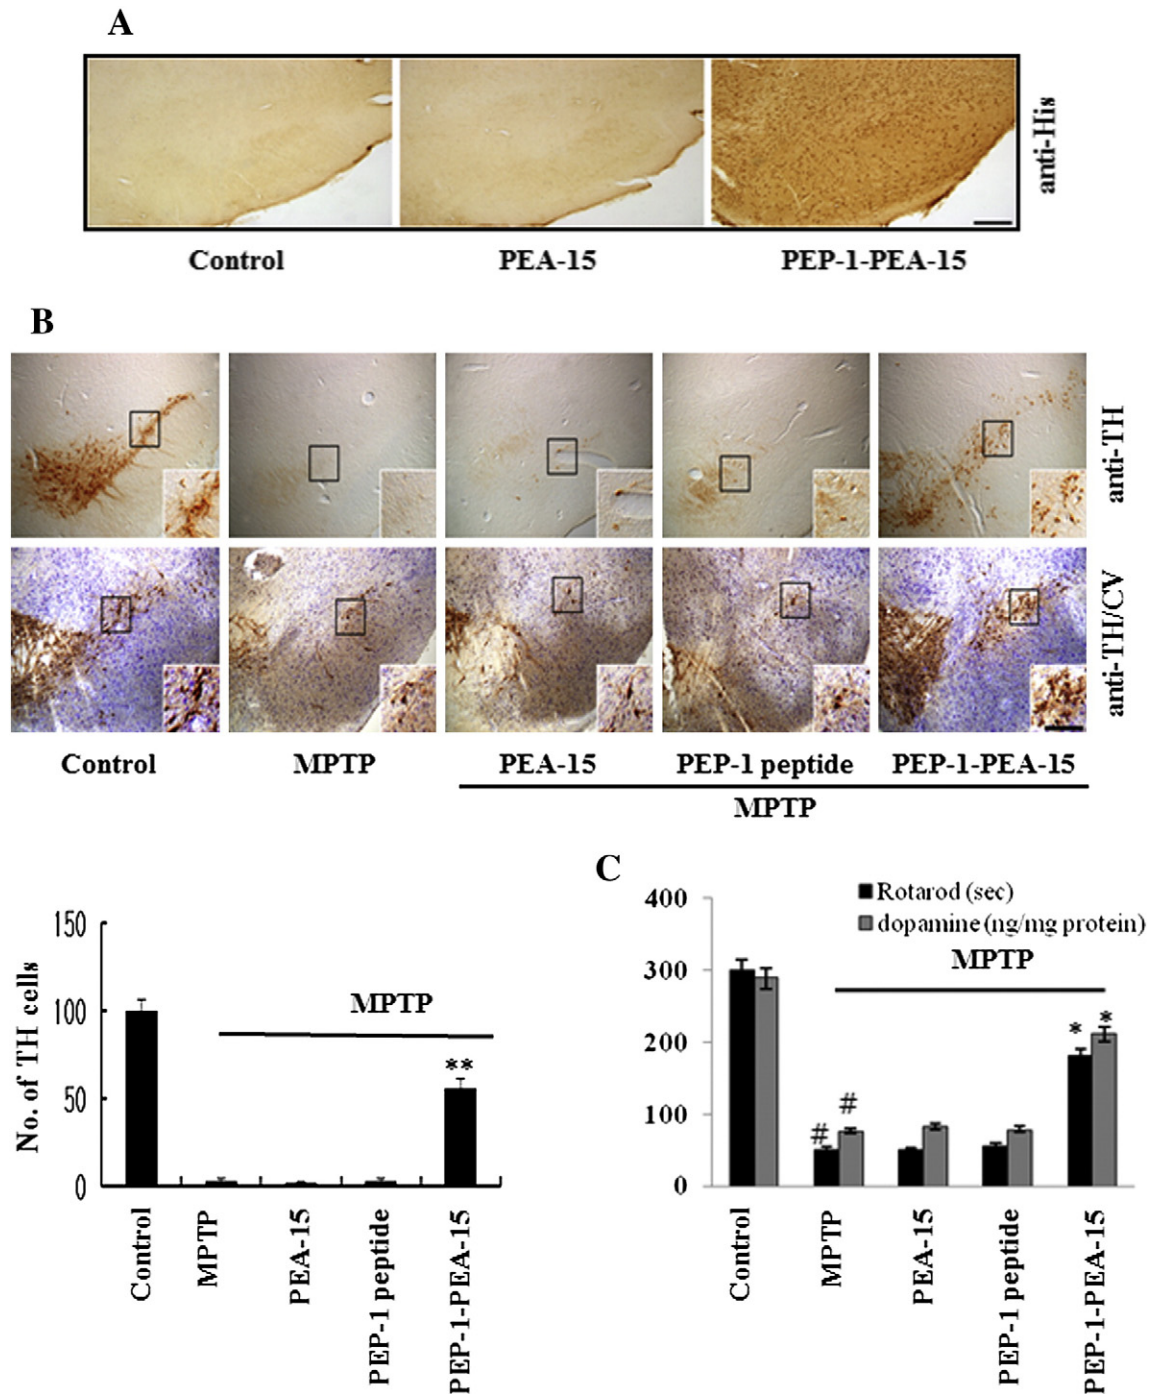 A
anti-His
Control PEA-15 PEP-1-PEA-15
B
anti-TH
anti-TH/CV
Control MPTP PEA-15 PEP-1 peptide PEP-1-PEA-15
MPTP
No. of TH cells
150
100
50
0
MPTP
**
Control
MPTP
PEA-15
PEP-1 peptide
PEP-1-PEA-15
C
400
300
200
100
0
Rotarod (sec)
dopamine (ng/mg protein)
MPTP
# #
* *
Control
MPTP
PEA-15
PEP-1 peptide
PEP-1-PEA-15